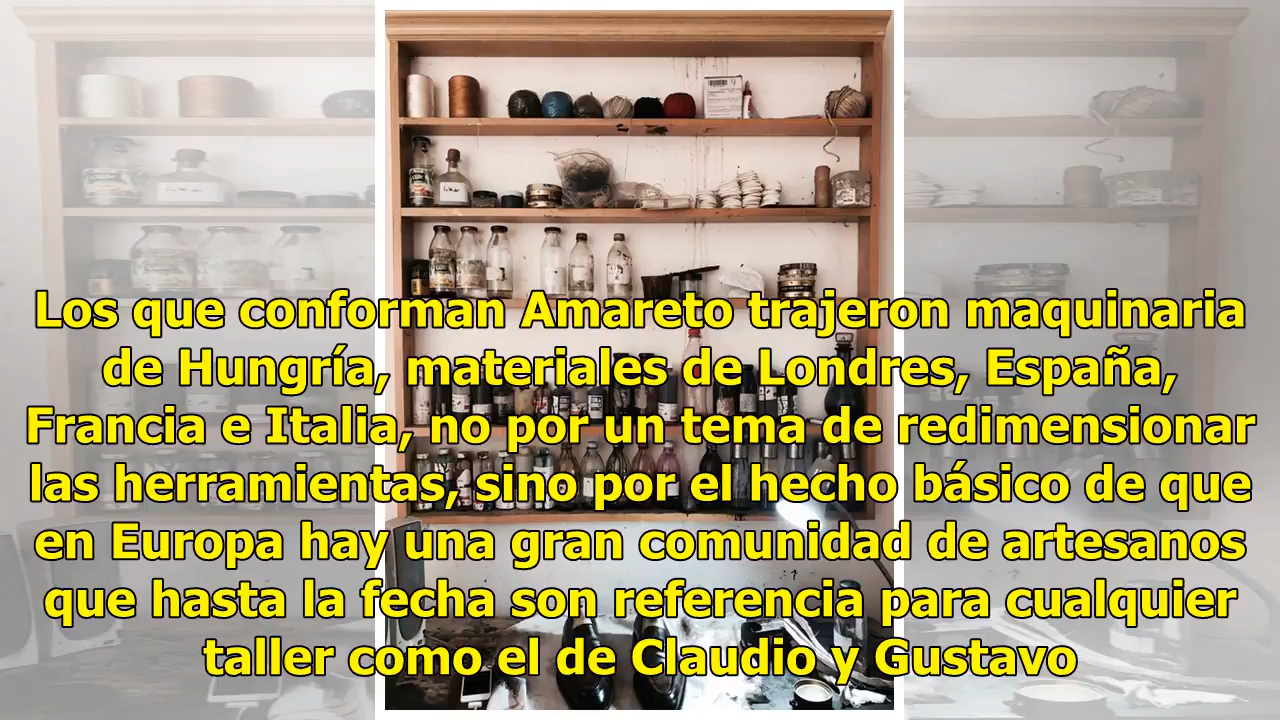 Los que conforman Amareto trajeron maquinaria
de Hungría, materiales de Londres, España,
Francia e Italia, no por un tema de redimensionar
las herramientas, sino por el hecho básico de que
en Europa hay una gran comunidad de artesanos
que hasta la fecha son referencia para cualquier
taller como el de Claudio y Gustavo